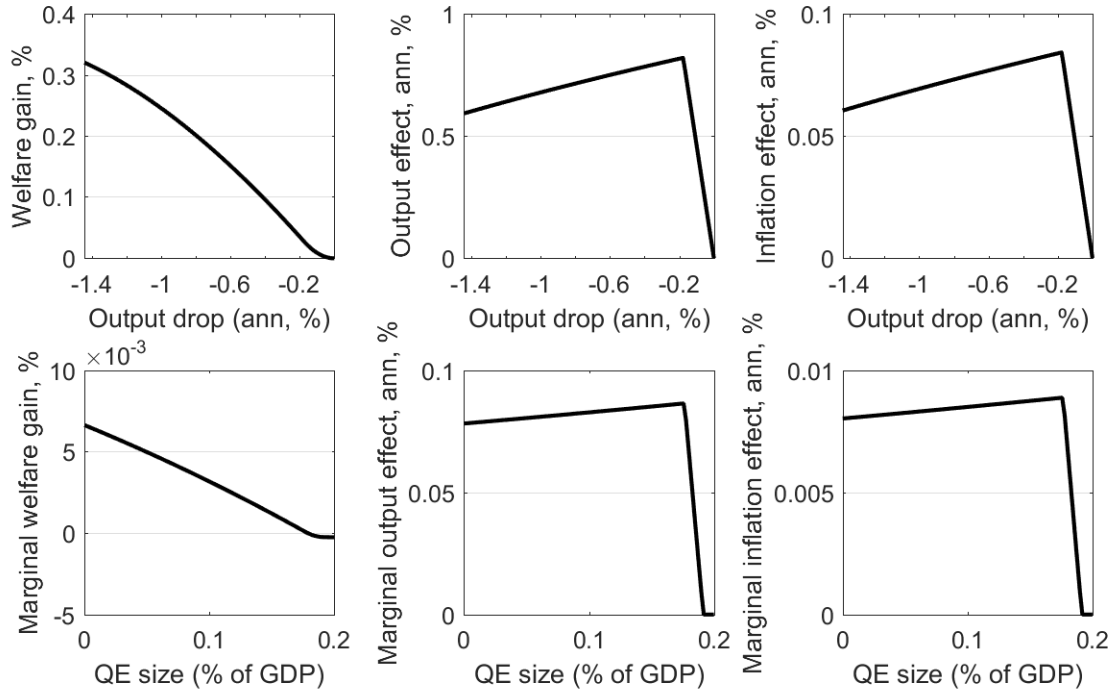 Welfare gain, %
0.4
0.3
0.2
0.1
0
-1.4 -1 -0.6 -0.2
Output drop (ann, %)
Output effect, ann, %
1
0.5
0
-1.4 -1 -0.6 -0.2
Output drop (ann, %)
Inflation effect, ann, %
0.1
0.05
0
-1.4 -1 -0.6 -0.2
Output drop (ann, %)
Marginal welfare gain, %
×10-3
10
5
0
-5
0 0.1 0.2
QE size (% of GDP)
Marginal output effect, ann, %
0.1
0.05
0
0 0.1 0.2
QE size (% of GDP)
Marginal inflation effect, ann, %
0.01
0.005
0
0 0.1 0.2
QE size (% of GDP)